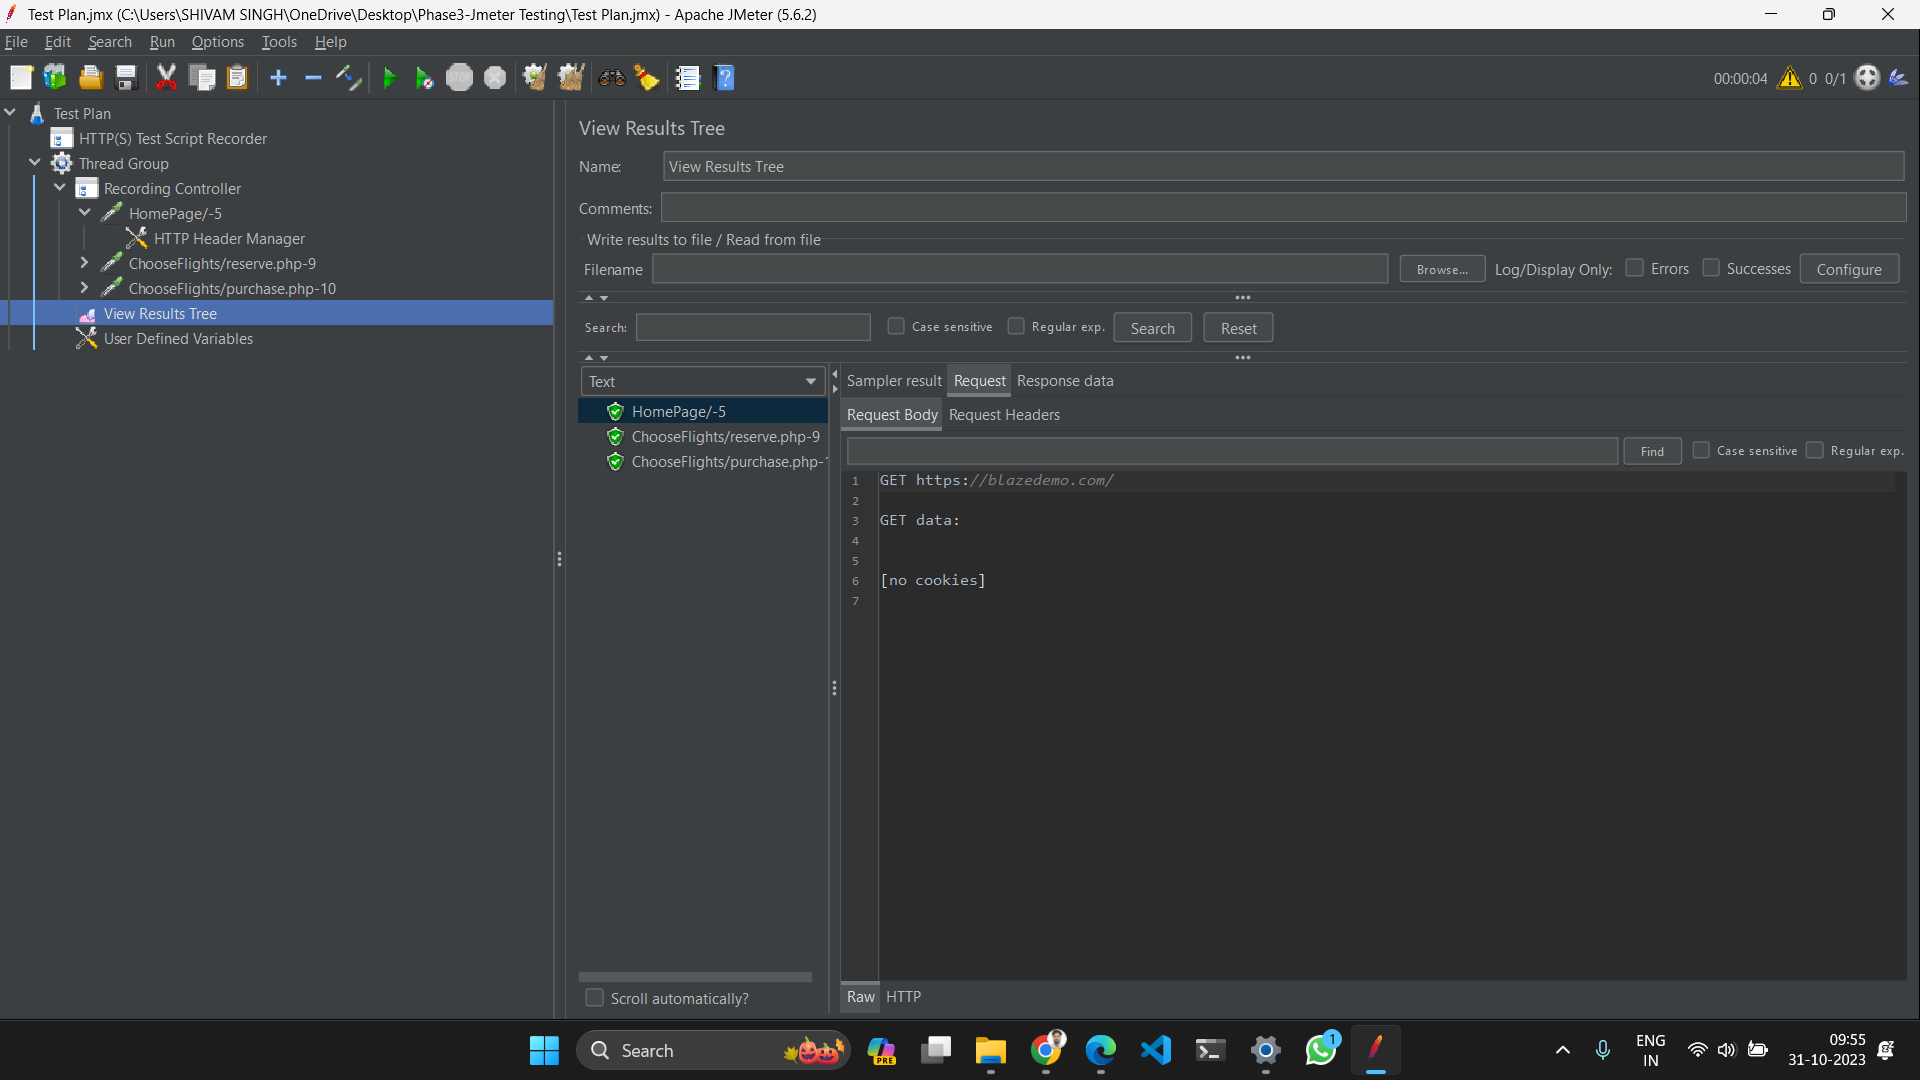 Test Plan.jmx (C:\Users\SHIVAM SINGH\OneDrive\Desktop\Phase3-Jmeter Testing\Test Plan.jmx) - Apache JMeter (5.6.2)
File Edit Search Run Options Tools Help
STOP
00:00:04 0 0/1
Test Plan
HTTP(S) Test Script Recorder
Thread Group
Recording Controller
HomePage/-5
HTTP Header Manager
ChooseFlights/reserve.php-9
ChooseFlights/purchase.php-10
View Results Tree
User Defined Variables
View Results Tree
Name: View Results Tree
Comments:
Write results to file / Read from file
Filename Browse... Log/Display Only: Errors Successes Configure
Search: Case sensitive Regular exp. Search Reset
Text
HomePage/-5
ChooseFlights/reserve.php-9
ChooseFlights/purchase.php-
Scroll automatically?
Sampler result Request Response data
Request Body Request Headers
Find Case sensitive Regular exp.
1 GET https://blazedemo.com/
2
3 GET data:
4
5
6 [no cookies]
7
Raw HTTP
Search
PRE
1
ENG
IN
09:55
31-10-2023